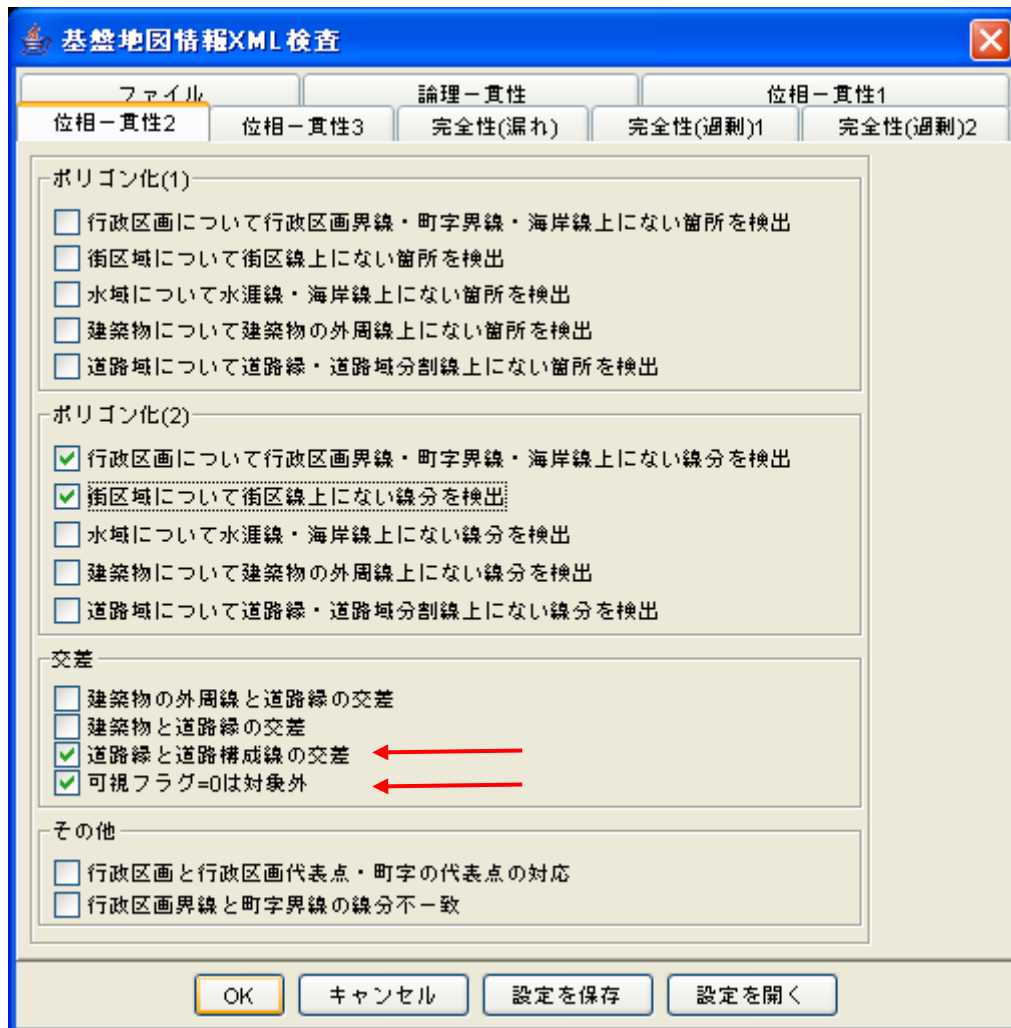 基盤地図情報XML検査
ファイル
論理一貫性
位相一貫性1
位相一貫性2
位相一貫性3
完全性(漏れ)
完全性(過剰)1
完全性(過剰)2
ポリゴン化(1)
行政区画について行政区画界線・町字界線・海岸線上にない箇所を検出
街区域について街区線上にない箇所を検出
水域について水涯線・海岸線上にない箇所を検出
建築物について建築物の外周線上にない箇所を検出
道路域について道路縁・道路域分割線上にない箇所を検出
ポリゴン化(2)
行政区画について行政区画界線・町字界線・海岸線上にない線分を検出
街区域について街区線上にない線分を検出
水域について水涯線・海岸線上にない線分を検出
建築物について建築物の外周線上にない線分を検出
道路域について道路縁・道路域分割線上にない線分を検出
交差
建築物の外周線と道路縁の交差
建築物と道路縁の交差
道路縁と道路構成線の交差
可視フラグ=0は対象外
その他
行政区画と行政区画代表点・町字の代表点の対応
行政区画界線と町字界線の線分不一致
OK
キャンセル
設定を保存
設定を開く